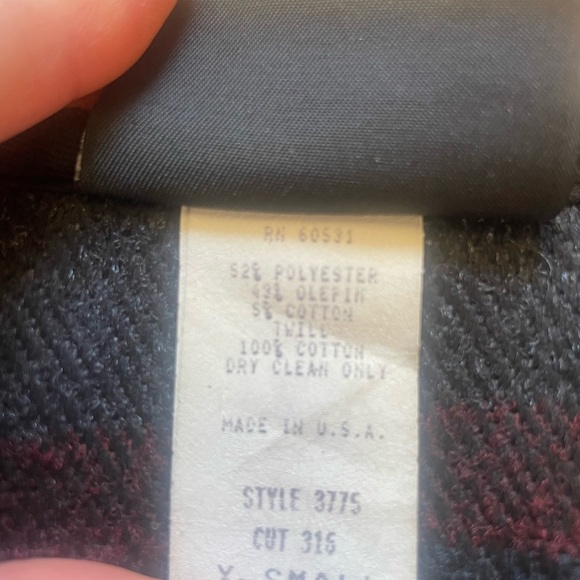 RN 60531
52% POLYESTER
43% OLEFIN
5% COTTON
TWILL
100% COTTON
DRY CLEAN ONLY
MADE IN U.S.A.
STYLE 3775
CUT 316
X-SMALL